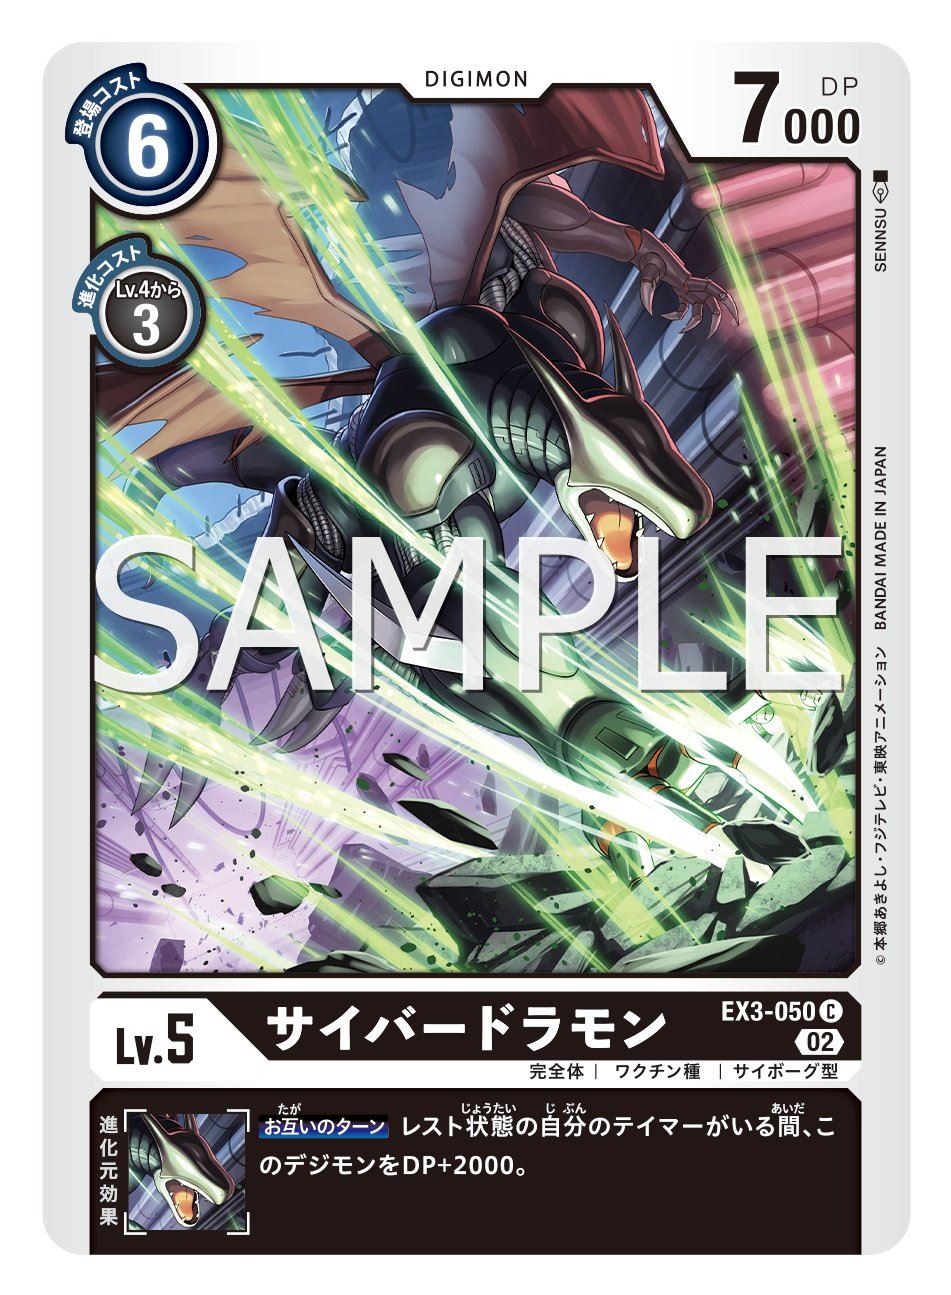 DIGIMON
登場コスト
6
7000
DP
進化コスト
Lv.4から
3
SENNSU
SAMPLE
©本郷あきよし・フジテレビ・東映アニメーション BANDAI MADE IN JAPAN
Lv.5
サイバードラモン
EX3-050 C
02
完全体 | ワクチン種 | サイボーグ型
進化元効果
たが じょうたい じぶん あいだ
お互いのターン レスト状態の自分のテイマーがいる間、こ
のデジモンをDP+2000。